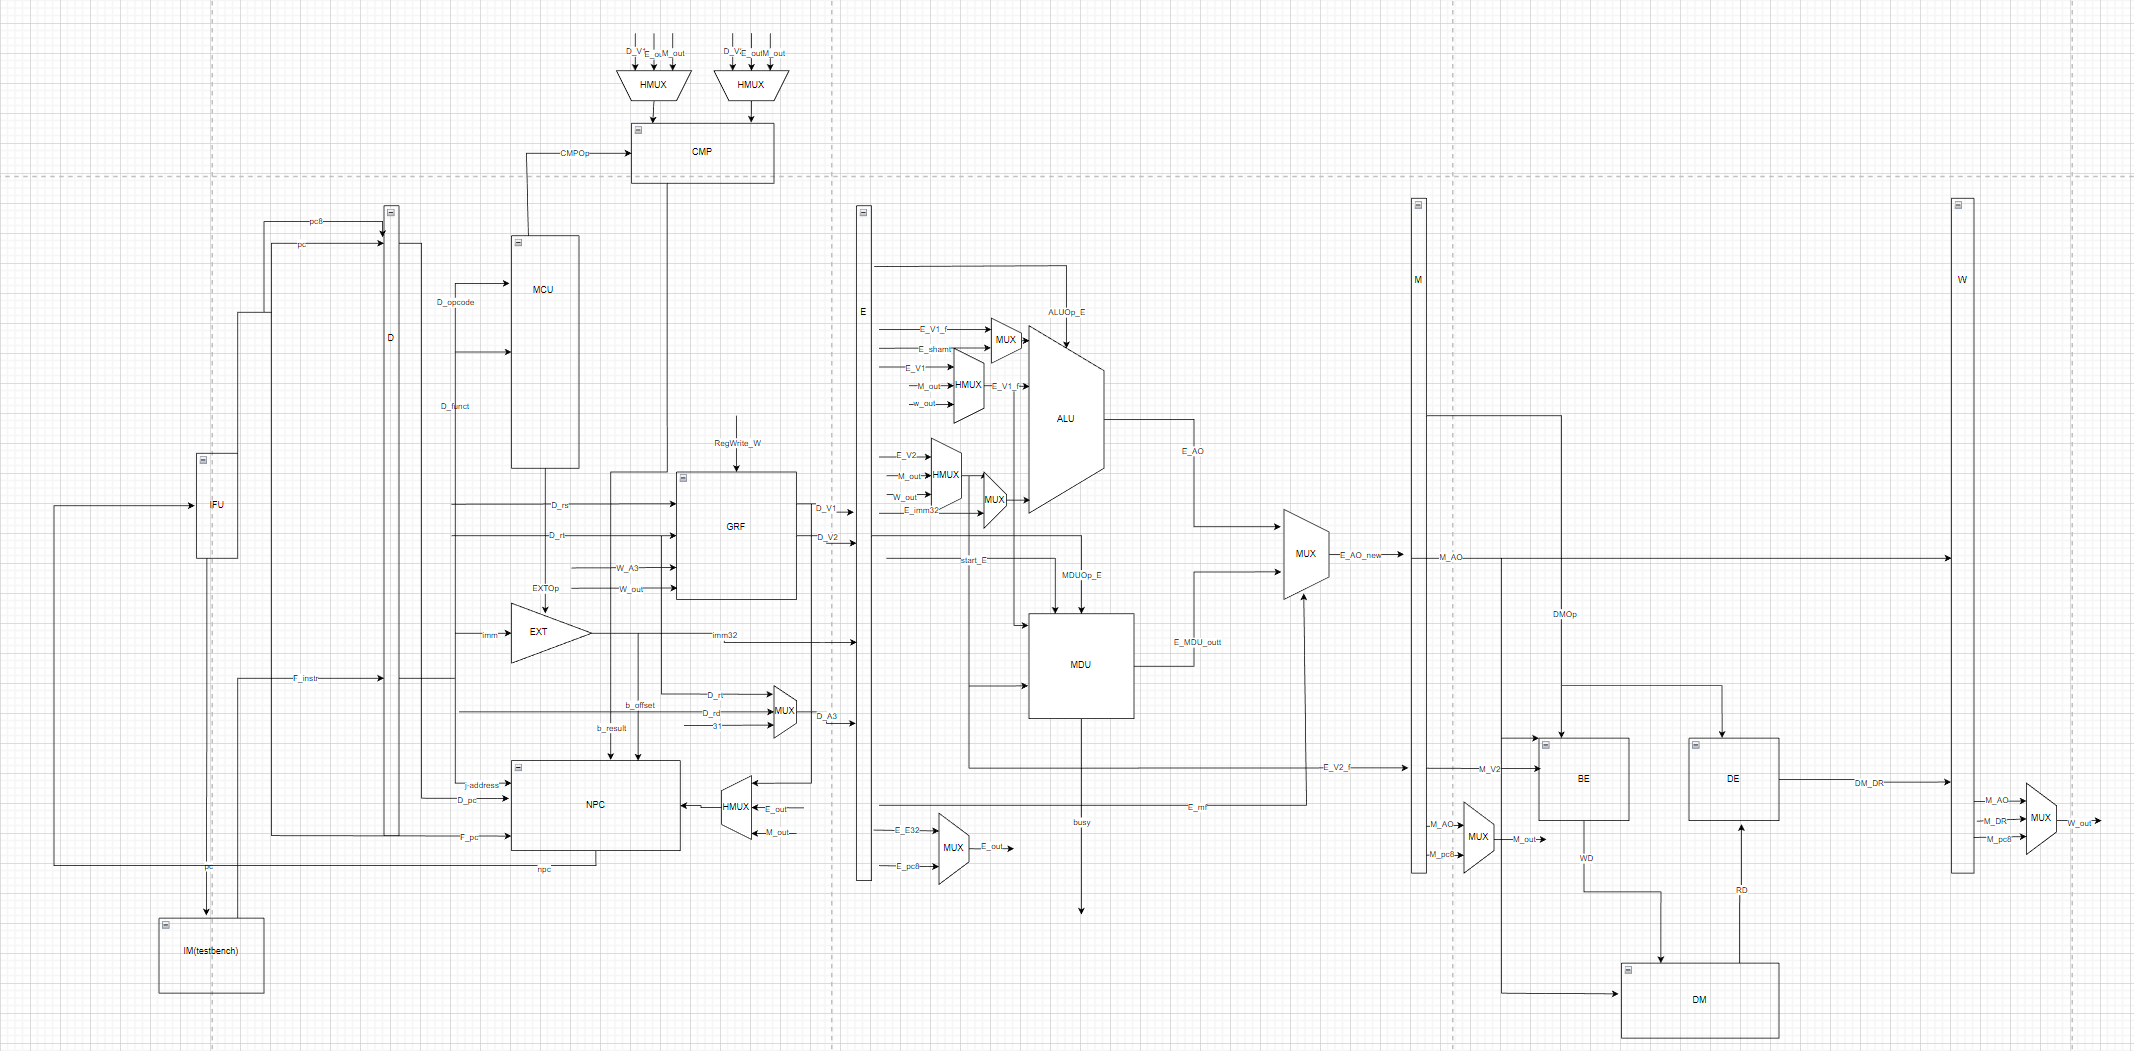 M_out
E_out
M_out
HMUX
HMUX
CMPOp
CMP
pc8
pc
MCU
D_opcode
D
D_funct
M
W
E
ALUOp_E
E_V1_f
E_shamt
MUX
E_V1
M_out
w_out
HMUX
E_V1_f
ALU
RegWrite_W
E_AO
E_V2
M_out
W_out
HMUX
E_imm32
MUX
IFU
D_rs
D_rt
GRF
D_V1
D_V2
W_A3
W_out
EXTOp
EXT
imm
imm32
start_E
MDUOp_E
MUX
E_AO_new
M_AO
DMOp
E_MDU_outt
MDU
F_instr
D_rt
D_rd
31
MUX
D_A3
b_offset
b_result
j-address
D_pc
F_pc
NPC
HMUX
E_out
M_out
E_V2_f
M_V2
BE
DE
DM_DR
E_mf
busy
E_E32
E_pc8
MUX
E_out
M_AO
M_pc8
MUX
M_out
M_AO
M_DR
M_pc8
MUX
W_out
WD
RD
pc
npc
IM(testbench)
DM